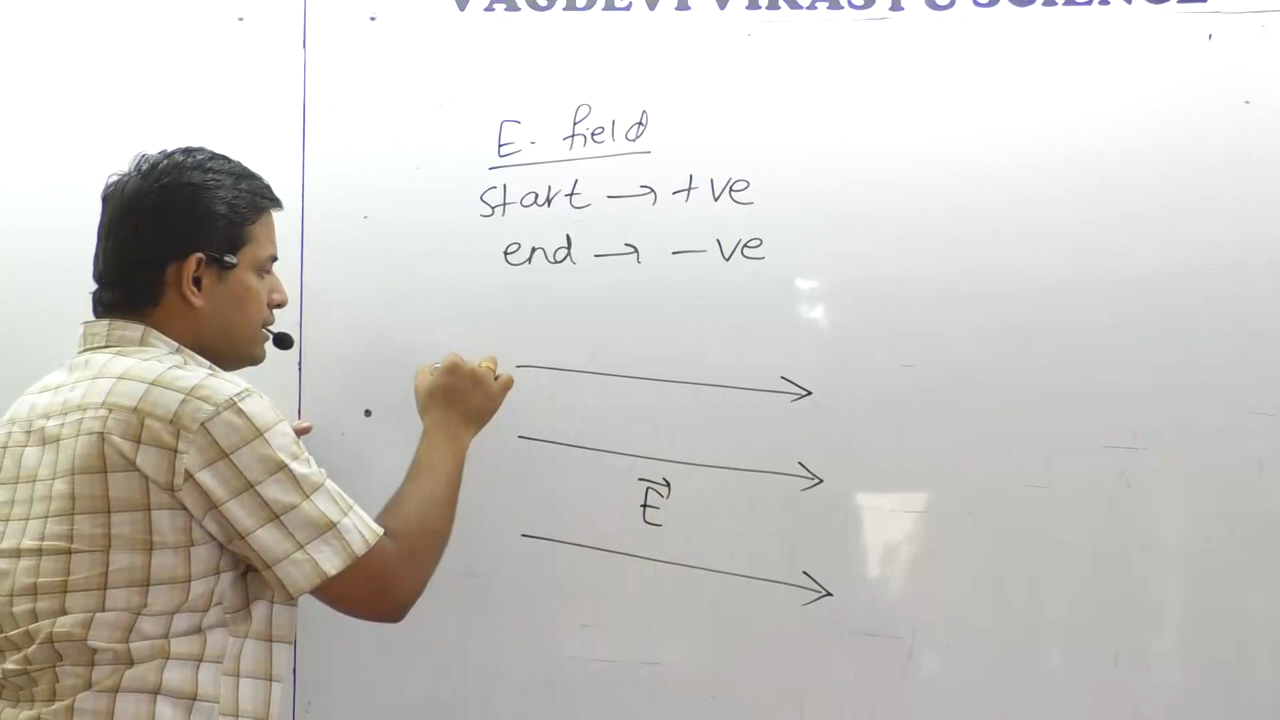 VAGDEVI VIKAS PU SCIENCE
E. field
start → +ve
end → -ve
E⃗